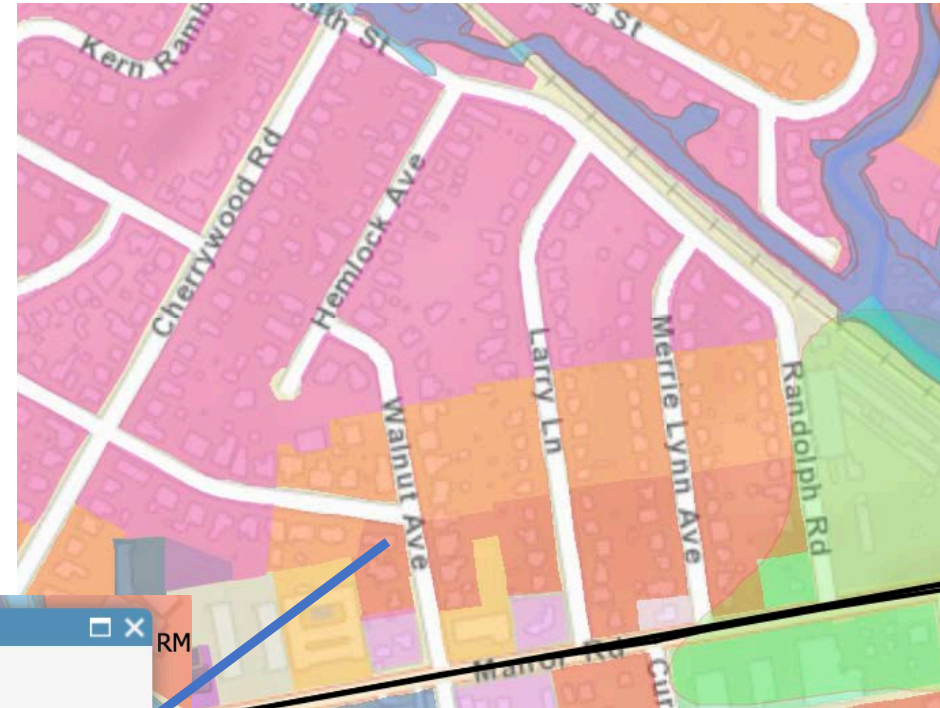 Kern Ramb
th St
s St
Cherrywood Rd
Hemlock Ave
Larry Ln
Merrie Lynn Ave
Randolph Rd
Walnut Ave
Manor Rd
Cur
RM